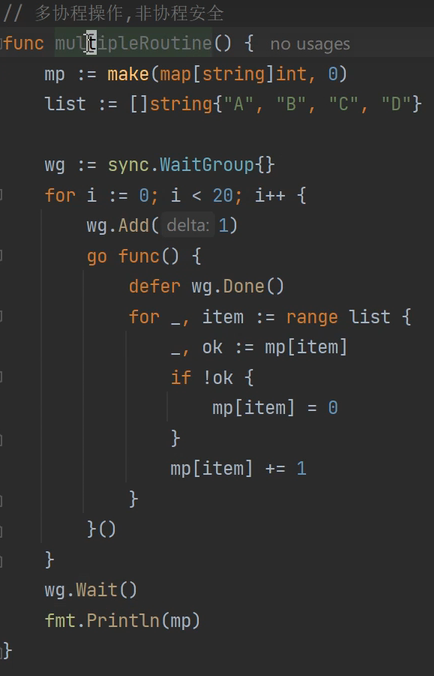 // 多协程操作,非协程安全
func multipleRoutine() { no usages
    mp := make(map[string]int, 0)
    list := []string{"A", "B", "C", "D"}

    wg := sync.WaitGroup{}
    for i := 0; i < 20; i++ {
        wg.Add( delta: 1)
        go func() {
            defer wg.Done()
            for _, item := range list {
                _, ok := mp[item]
                if !ok {
                    mp[item] = 0
                }
                mp[item] += 1
            }
        }()
    }
    wg.Wait()
    fmt.Println(mp)
}